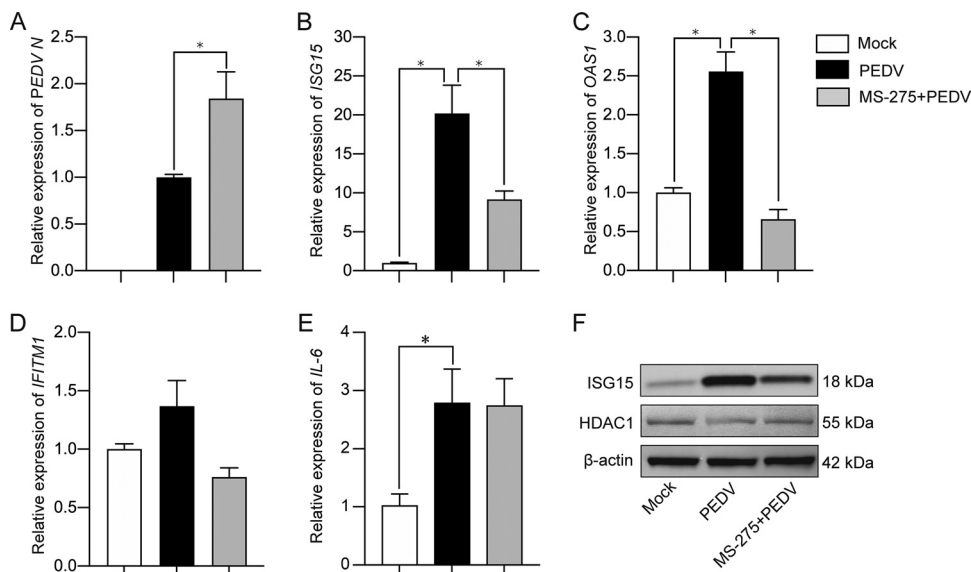 A
Relative expression of PEDV N
2.5
2.0
1.5
1.0
0.5
0.0
*
B
Relative expression of ISG15
30
25
20
15
10
5
0
*
*
C
Relative expression of OAS1
3.0
2.5
2.0
1.5
1.0
0.5
0.0
*
*
Mock
PEDV
MS-275+PEDV
D
Relative expression of IFITM1
2.0
1.5
1.0
0.5
0.0
E
Relative expression of IL-6
4
3
2
1
0
*
F
ISG15
18 kDa
HDAC1
55 kDa
β-actin
42 kDa
Mock
PEDV
MS-275+PEDV